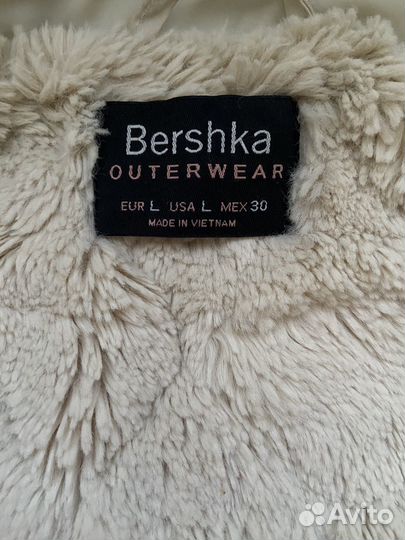 Bershka
OUTERWEAR
EUR L USA L MEX 30
MADE IN VIETNAM
Avito